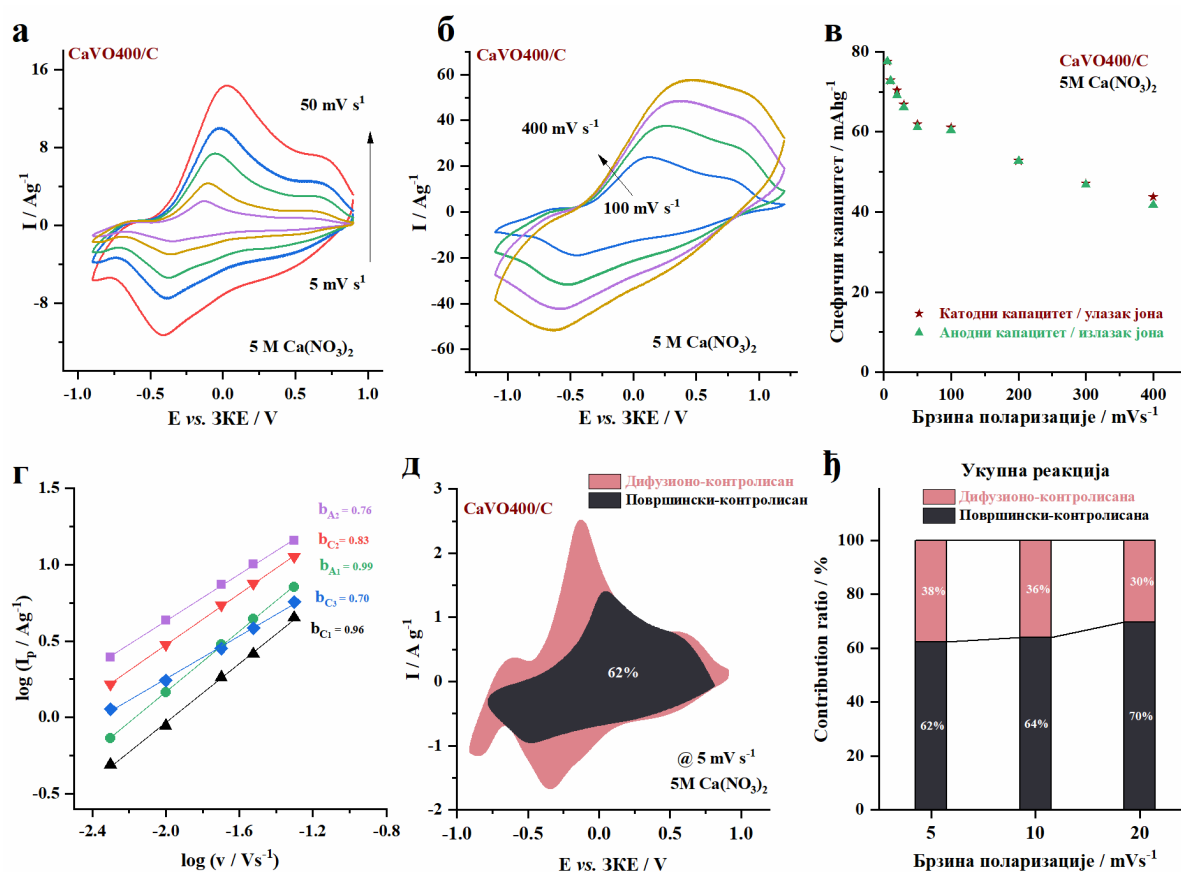 а
CaVO400/C
50 mV s¹
5 mV s¹
5 M Ca(NO₃)₂
I / Ag⁻¹
16
8
0
-8
-1.0
-0.5
0.0
0.5
1.0
E vs. ЗКЕ / V
б
CaVO400/C
400 mV s⁻¹
100 mV s⁻¹
5 M Ca(NO₃)₂
I / Ag⁻¹
60
40
20
0
-20
-40
-60
-1.0
-0.5
0.0
0.5
1.0
E vs. ЗКЕ / V
в
CaVO400/C
5M Ca(NO₃)₂
Спефични капацитет / mAhg⁻¹
80
60
40
20
0
Катодни капацитет / улазак јона
Анодни капацитет / излазак јона
0
100
200
300
400
Брзина поларизације / mVs⁻¹
г
log (Iₚ / Ag⁻¹)
1.5
1.0
0.5
0.0
-0.5
b_A2 = 0.76
b_C2 = 0.83
b_A1 = 0.99
b_C3 = 0.70
b_C1 = 0.96
-2.4
-2.0
-1.6
-1.2
-0.8
log (v / Vs⁻¹)
д
Дифузионо-контролисан
Површински-контролисан
CaVO400/C
I / Ag⁻¹
3
2
1
0
-1
2
62%
@ 5 mV s⁻¹
5M Ca(NO₃)₂
-1.0
-0.5
0.0
0.5
1.0
E vs. ЗКЕ / V
ђ
Укупна реакција
Дифузионо-контролисана
Површински-контролисана
Contribution ratio / %
100
80
60
40
20
0
38%
36%
30%
62%
64%
70%
5
10
20
Брзина поларизације / mVs⁻¹